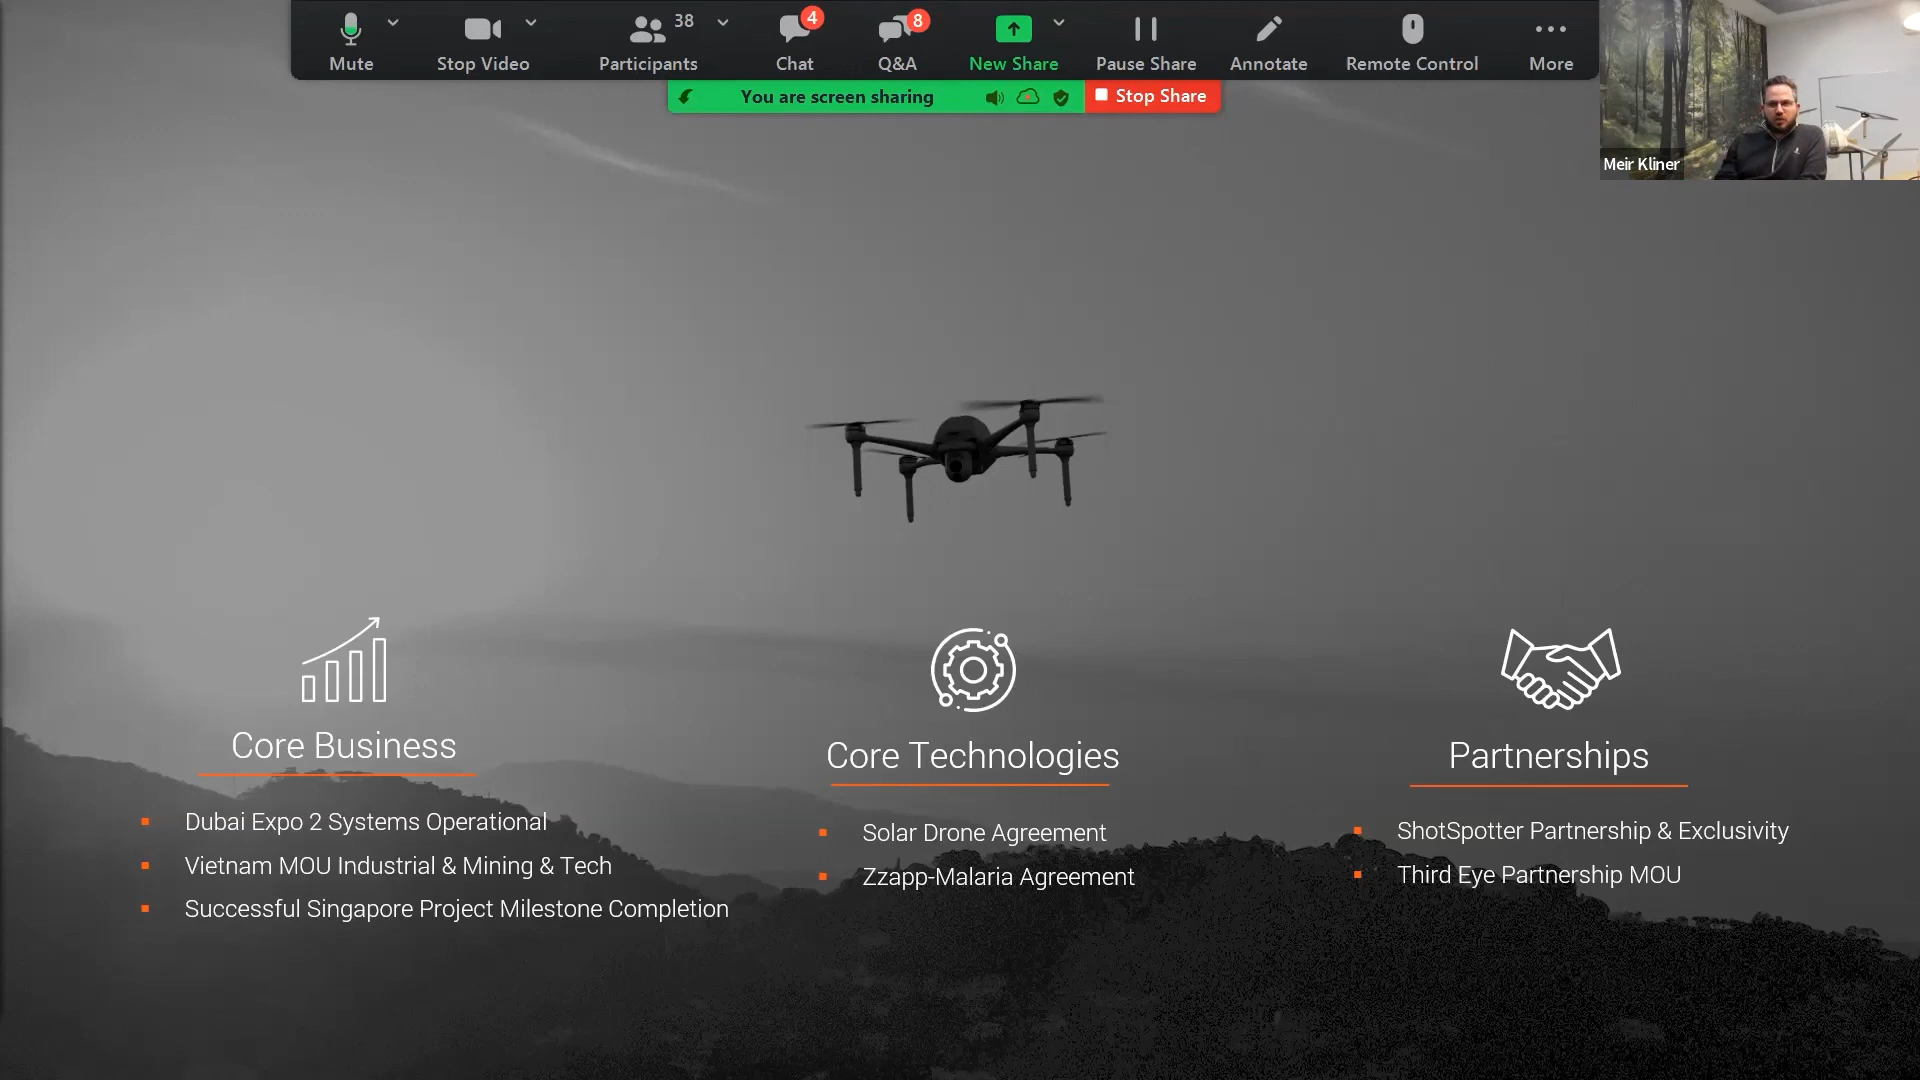 Mute
Stop Video
38
Participants
4
Chat
8
Q&A
New Share
Pause Share
Annotate
Remote Control
More
You are screen sharing
Stop Share
Meir Kliner
Core Business
Dubai Expo 2 Systems Operational
Vietnam MOU Industrial & Mining & Tech
Successful Singapore Project Milestone Completion
Core Technologies
Solar Drone Agreement
Zzapp-Malaria Agreement
Partnerships
ShotSpotter Partnership & Exclusivity
Third Eye Partnership MOU